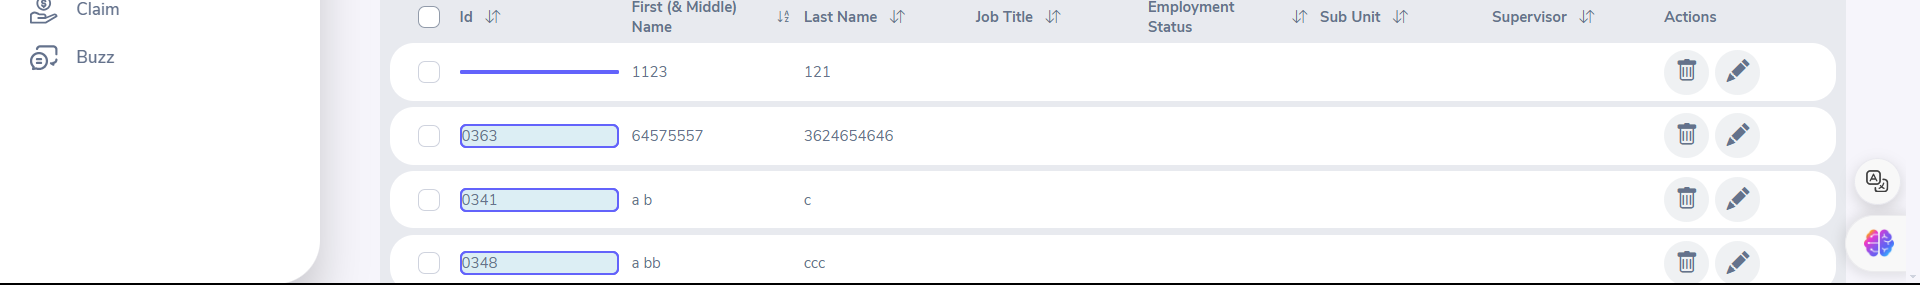 Claim
Buzz
Id
First (& Middle)
Name
Last Name
Job Title
Employment
Status
Sub Unit
Supervisor
Actions
1123 121
0363 64575557 3624654646
0341 a b c
0348 a bb ccc